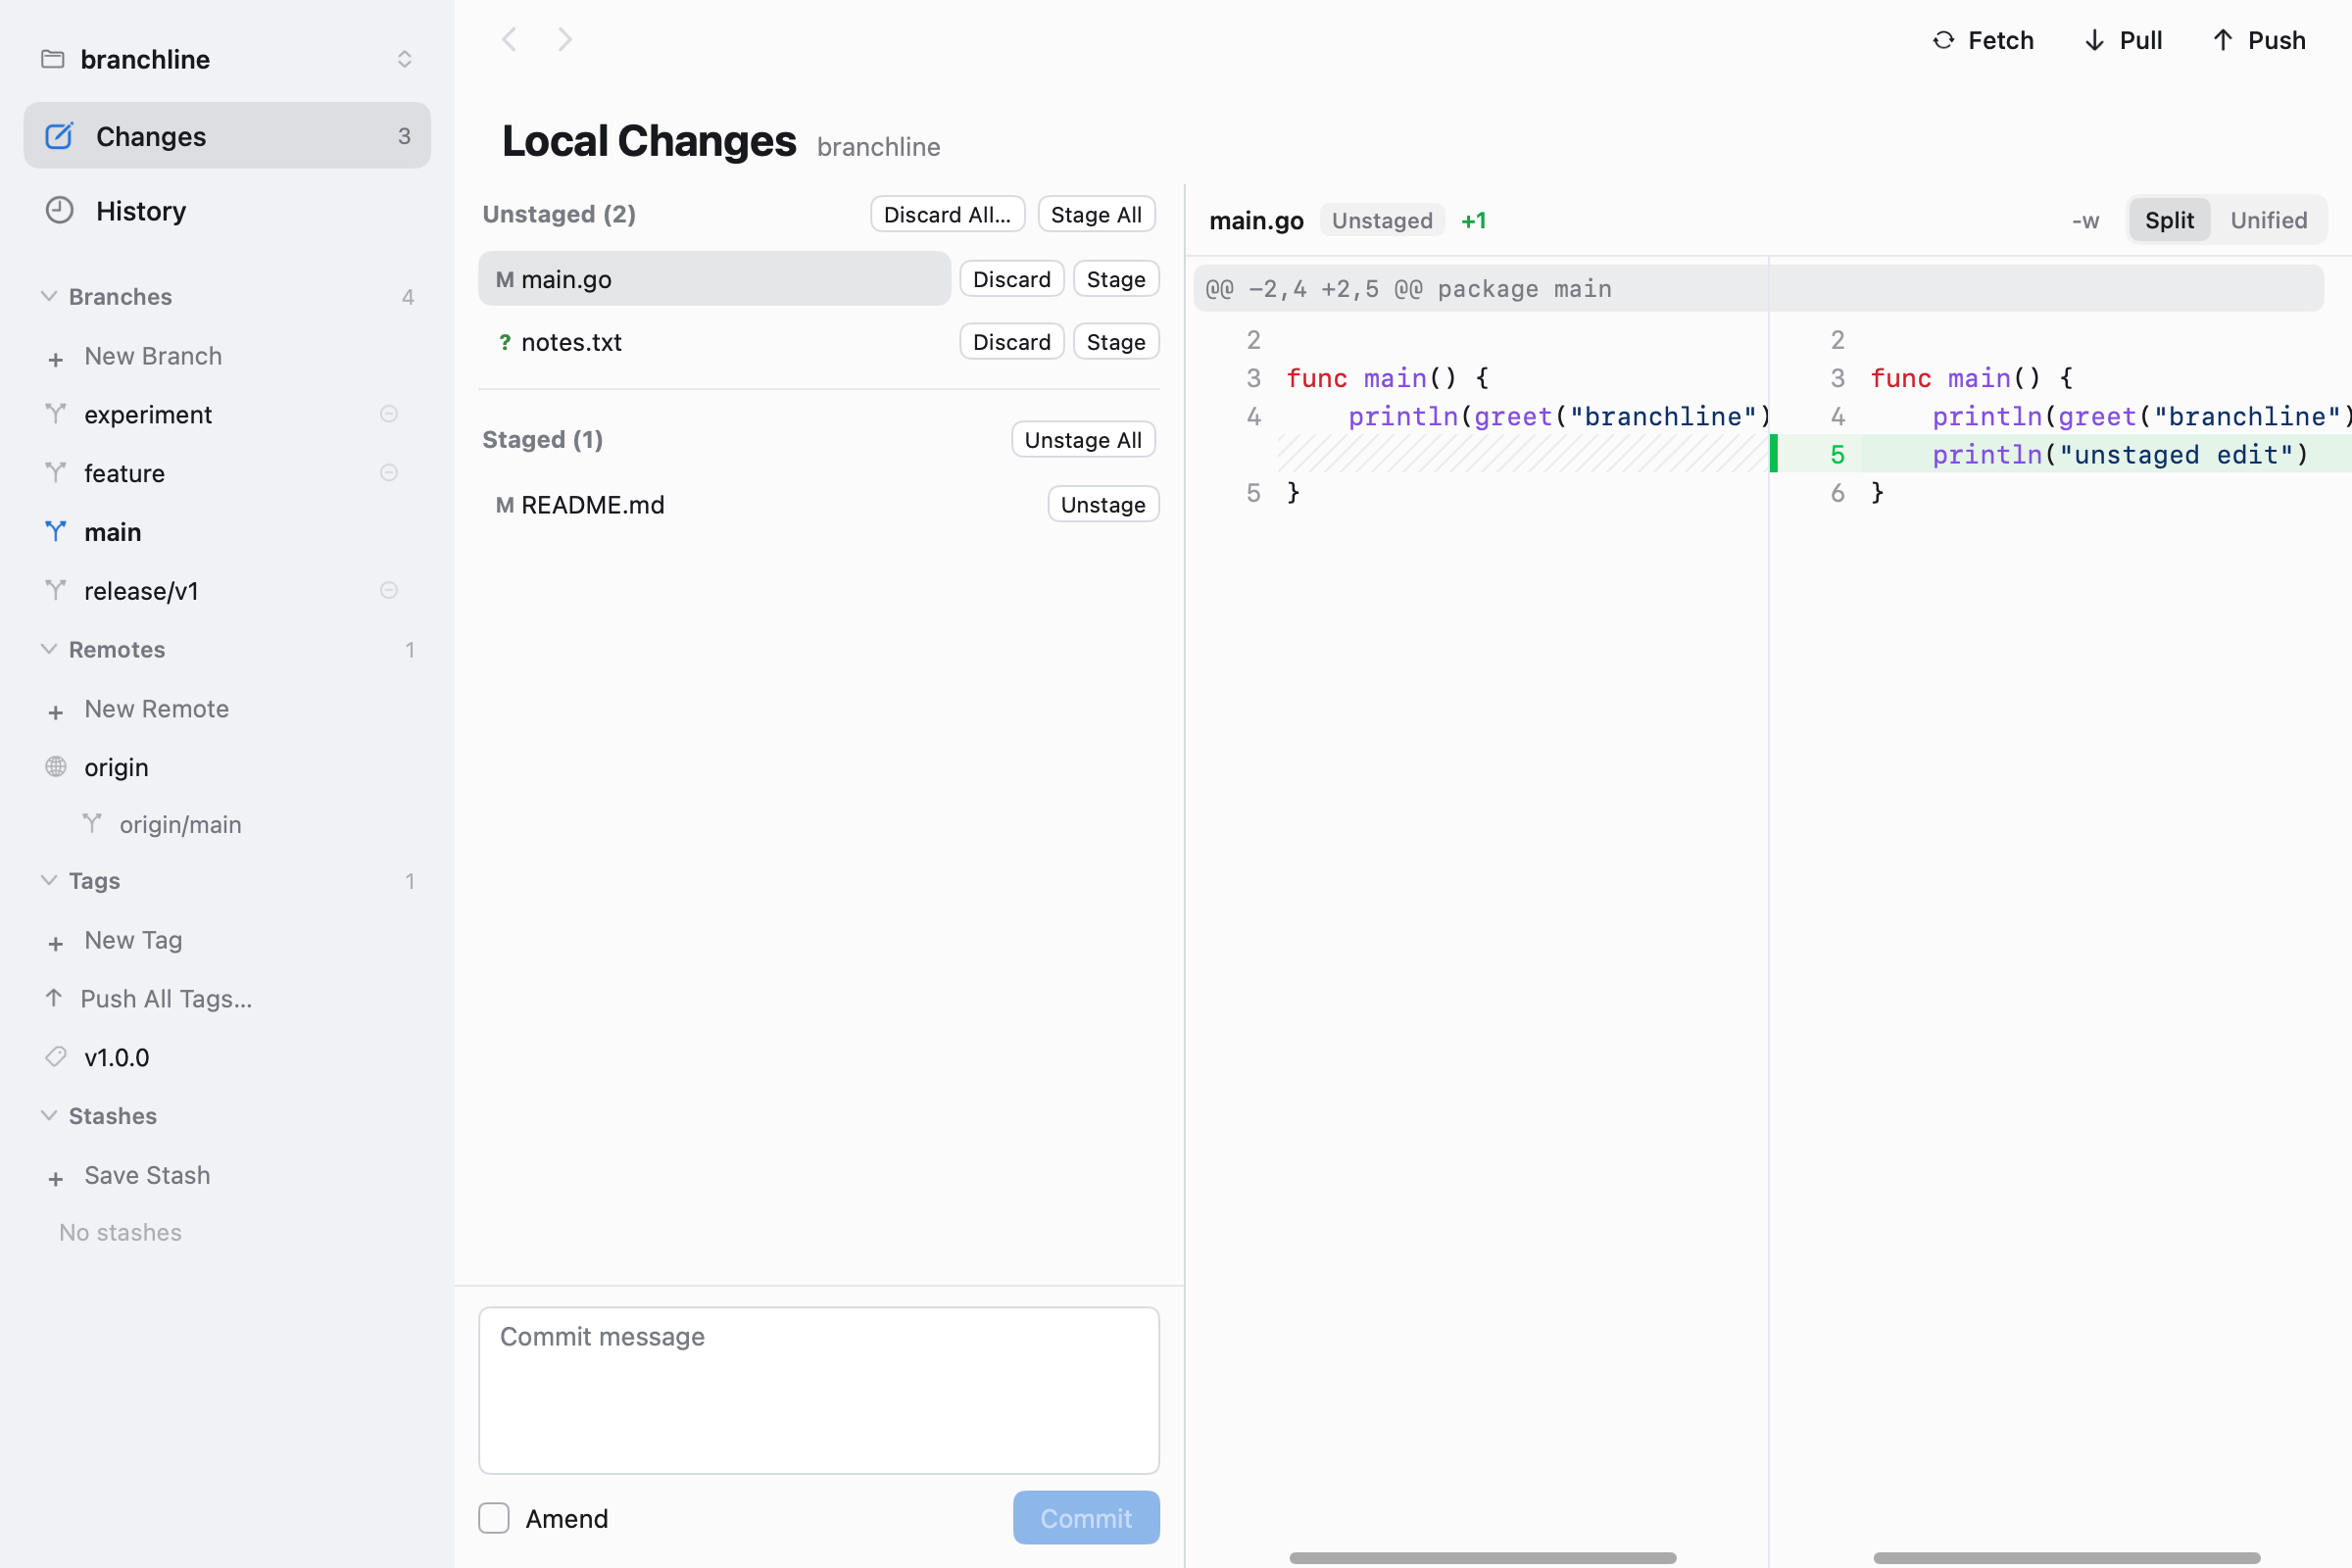 branchline
Changes 3
History
Branches 4
+ New Branch
experiment
feature
main
release/v1
Remotes 1
+ New Remote
origin
origin/main
Tags 1
+ New Tag
Push All Tags...
v1.0.0
Stashes
+ Save Stash
No stashes
Fetch Pull Push
Local Changes branchline
Unstaged (2) Discard All... Stage All
M main.go Discard Stage
? notes.txt Discard Stage
Staged (1) Unstage All
M README.md Unstage
Commit message
Amend Commit
main.go Unstaged +1 -w Split Unified
@@ −2,4 +2,5 @@ package main
2
3 func main() {
4 println(greet("branchline")
5 }
2
3 func main() {
4 println(greet("branchline")
5 println("unstaged edit")
6 }